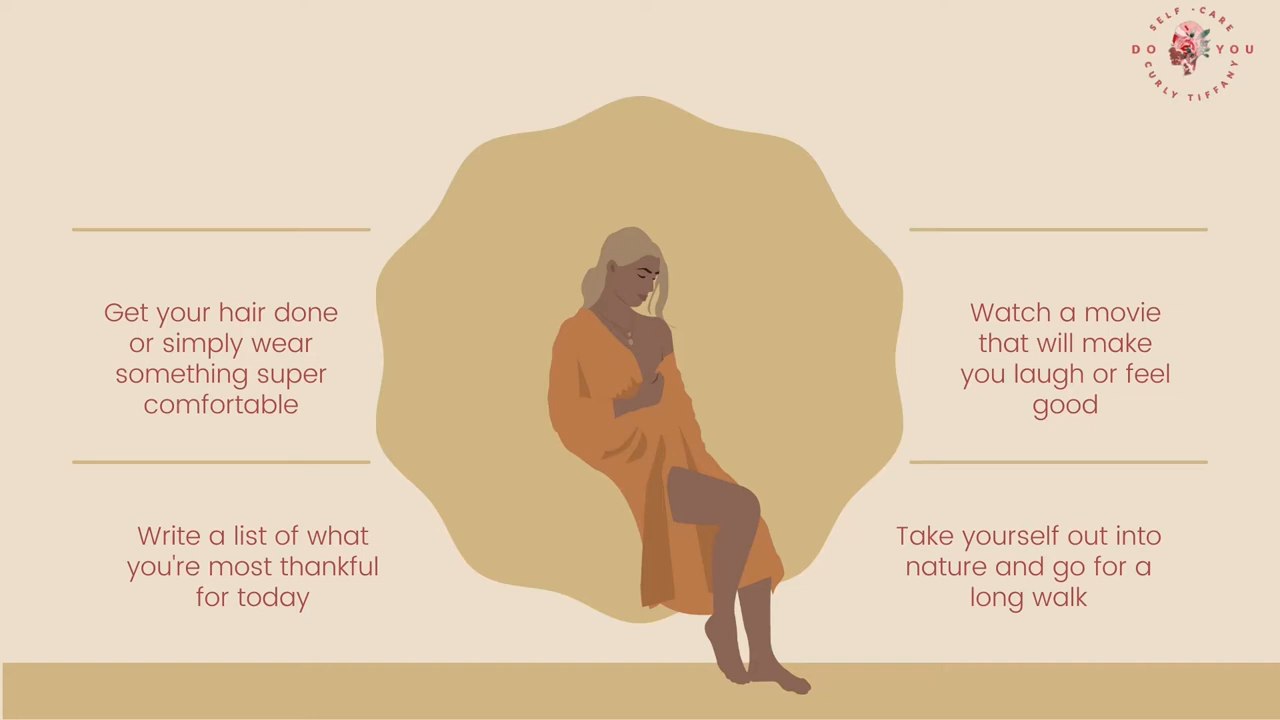 SELF - CARE
DO YOU
CURLY TIFFANY
Get your hair done
or simply wear
something super
comfortable
Watch a movie
that will make
you laugh or feel
good
Write a list of what
you're most thankful
for today
Take yourself out into
nature and go for a
long walk